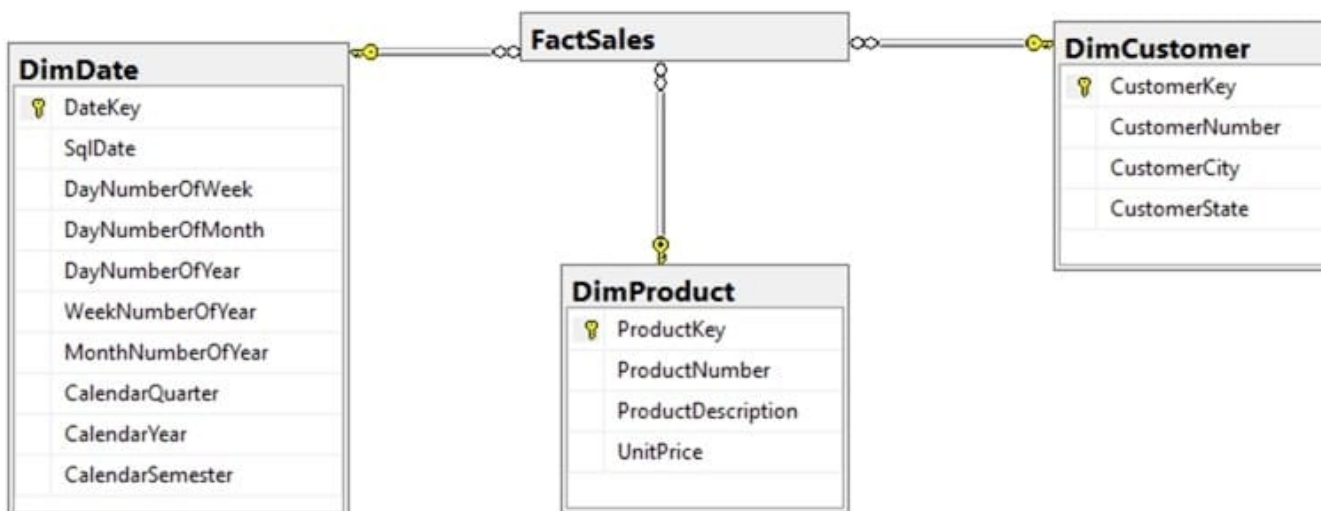 FactSales
DimDate
DateKey
SqlDate
DayNumberOfWeek
DayNumberOfMonth
DayNumberOfYear
WeekNumberOfYear
MonthNumberOfYear
CalendarQuarter
CalendarYear
CalendarSemester
DimProduct
ProductKey
ProductNumber
ProductDescription
UnitPrice
DimCustomer
CustomerKey
CustomerNumber
CustomerCity
CustomerState